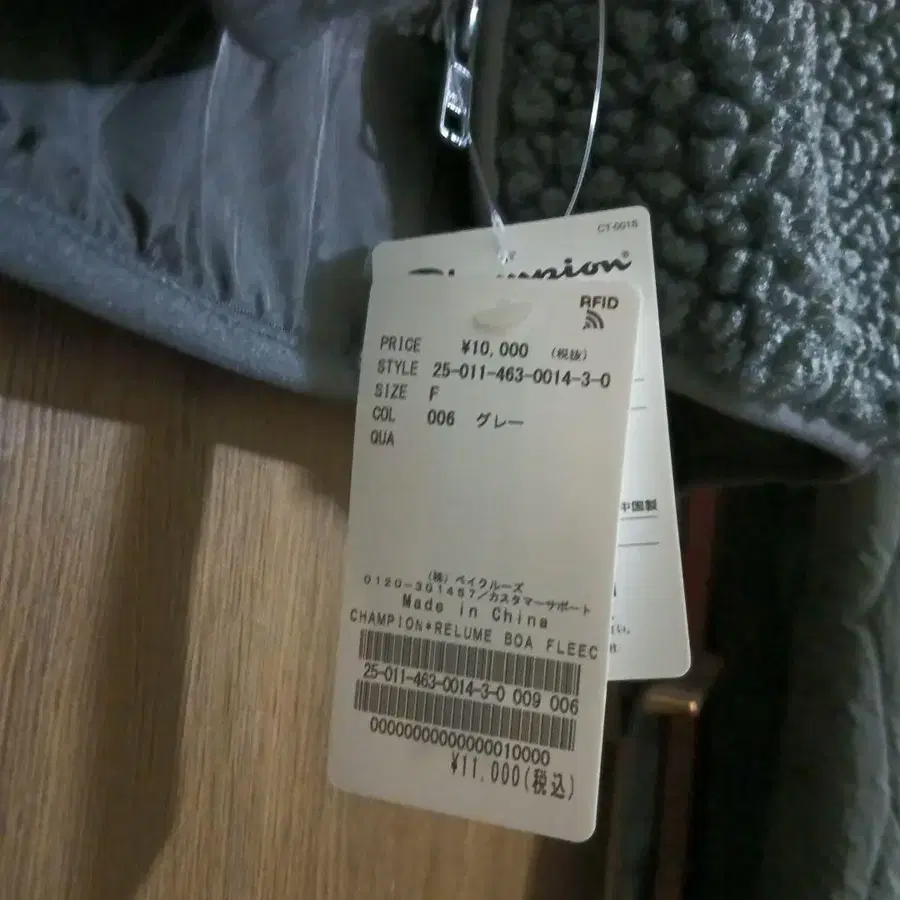 CT-001S
Champion
RFID
PRICE ¥10,000 (税抜)
STYLE 25-011-463-0014-3-0
SIZE F
COL 006 グレー
QUA
中国製
(株) ベイクルーズ
0120-301457/カスタマーサポート
Made in China
CHAMPION*RELUME BOA FLEEC
25-011-463-0014-3-0 009 006
00000000000000010000
¥11,000(税込)